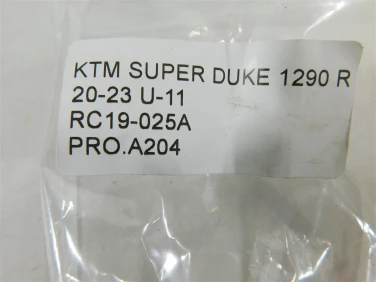 KTM SUPER DUKE 1290 R
20-23 U-11
RC19-025A
PRO.A204